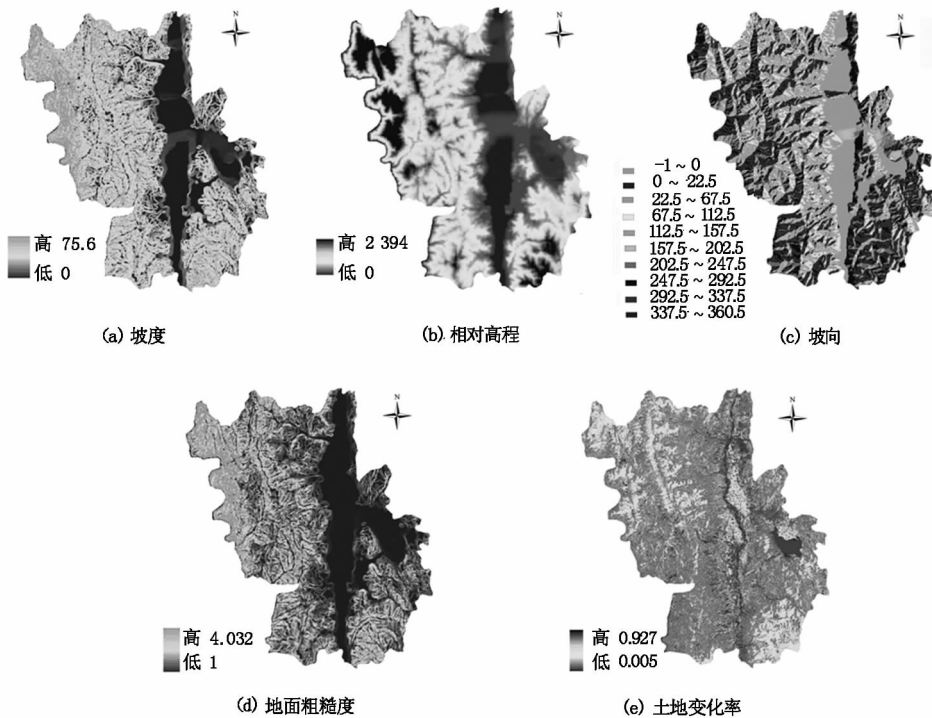 N
N
N
高 75.6
低 0
(a) 坡度
高 2 394
低 0
(b) 相对高程
-1～0
0～22.5
22.5～67.5
67.5～112.5
112.5～157.5
157.5～202.5
202.5～247.5
247.5～292.5
292.5～337.5
337.5～360.5
(c) 坡向
N
N
高 4.032
低 1
(d) 地面粗糙度
高 0.927
低 0.005
(e) 土地变化率